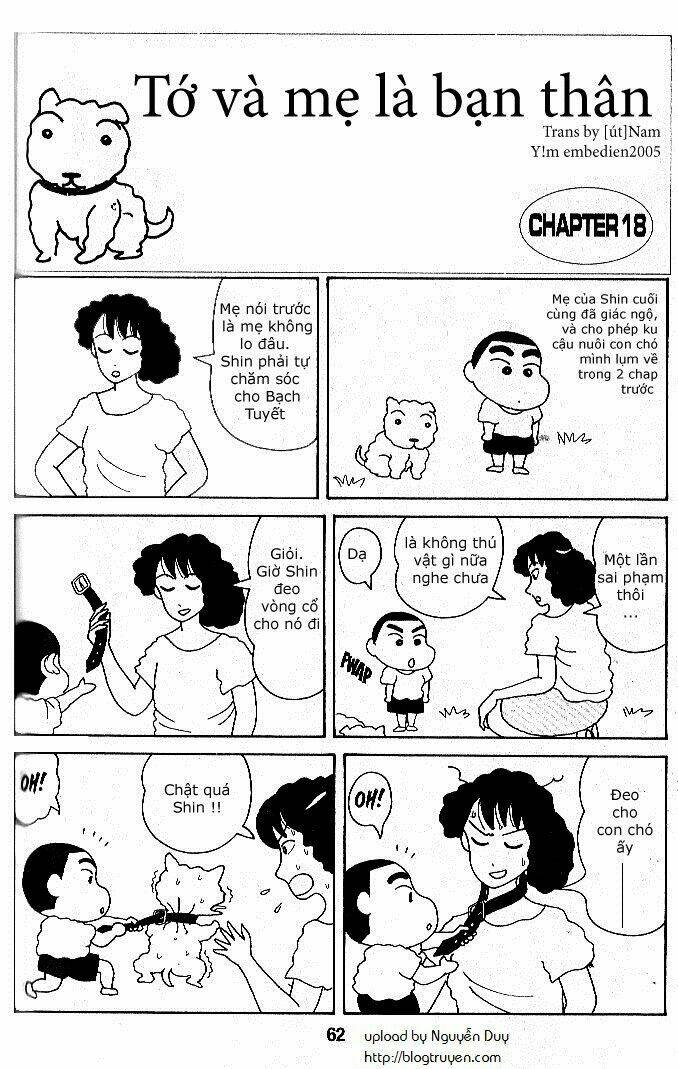 Tớ và mẹ là bạn thân
Trans by [út]Nam
Y!m embedien2005
CHAPTER 18
Mẹ của Shin cuối
cùng đã giác ngộ,
và cho phép ku
cậu nuôi con chó
mình lụm về
trong 2 chap
trước
Mẹ nói trước
là mẹ không
lo đâu.
Shin phải tự
chăm sóc
cho Bạch
Tuyết
Một lần
sai phạm
thôi
...
là không thú
vật gì nữa
nghe chưa
Dạ
PWAP
Giỏi.
Giờ Shin
đeo
vòng cổ
cho nó đi
Đeo
cho
con chó
ấy
OH!
Chật quá
Shin !!
OH!
62
upload by Nguyễn Duy
http://blogtruyen.com